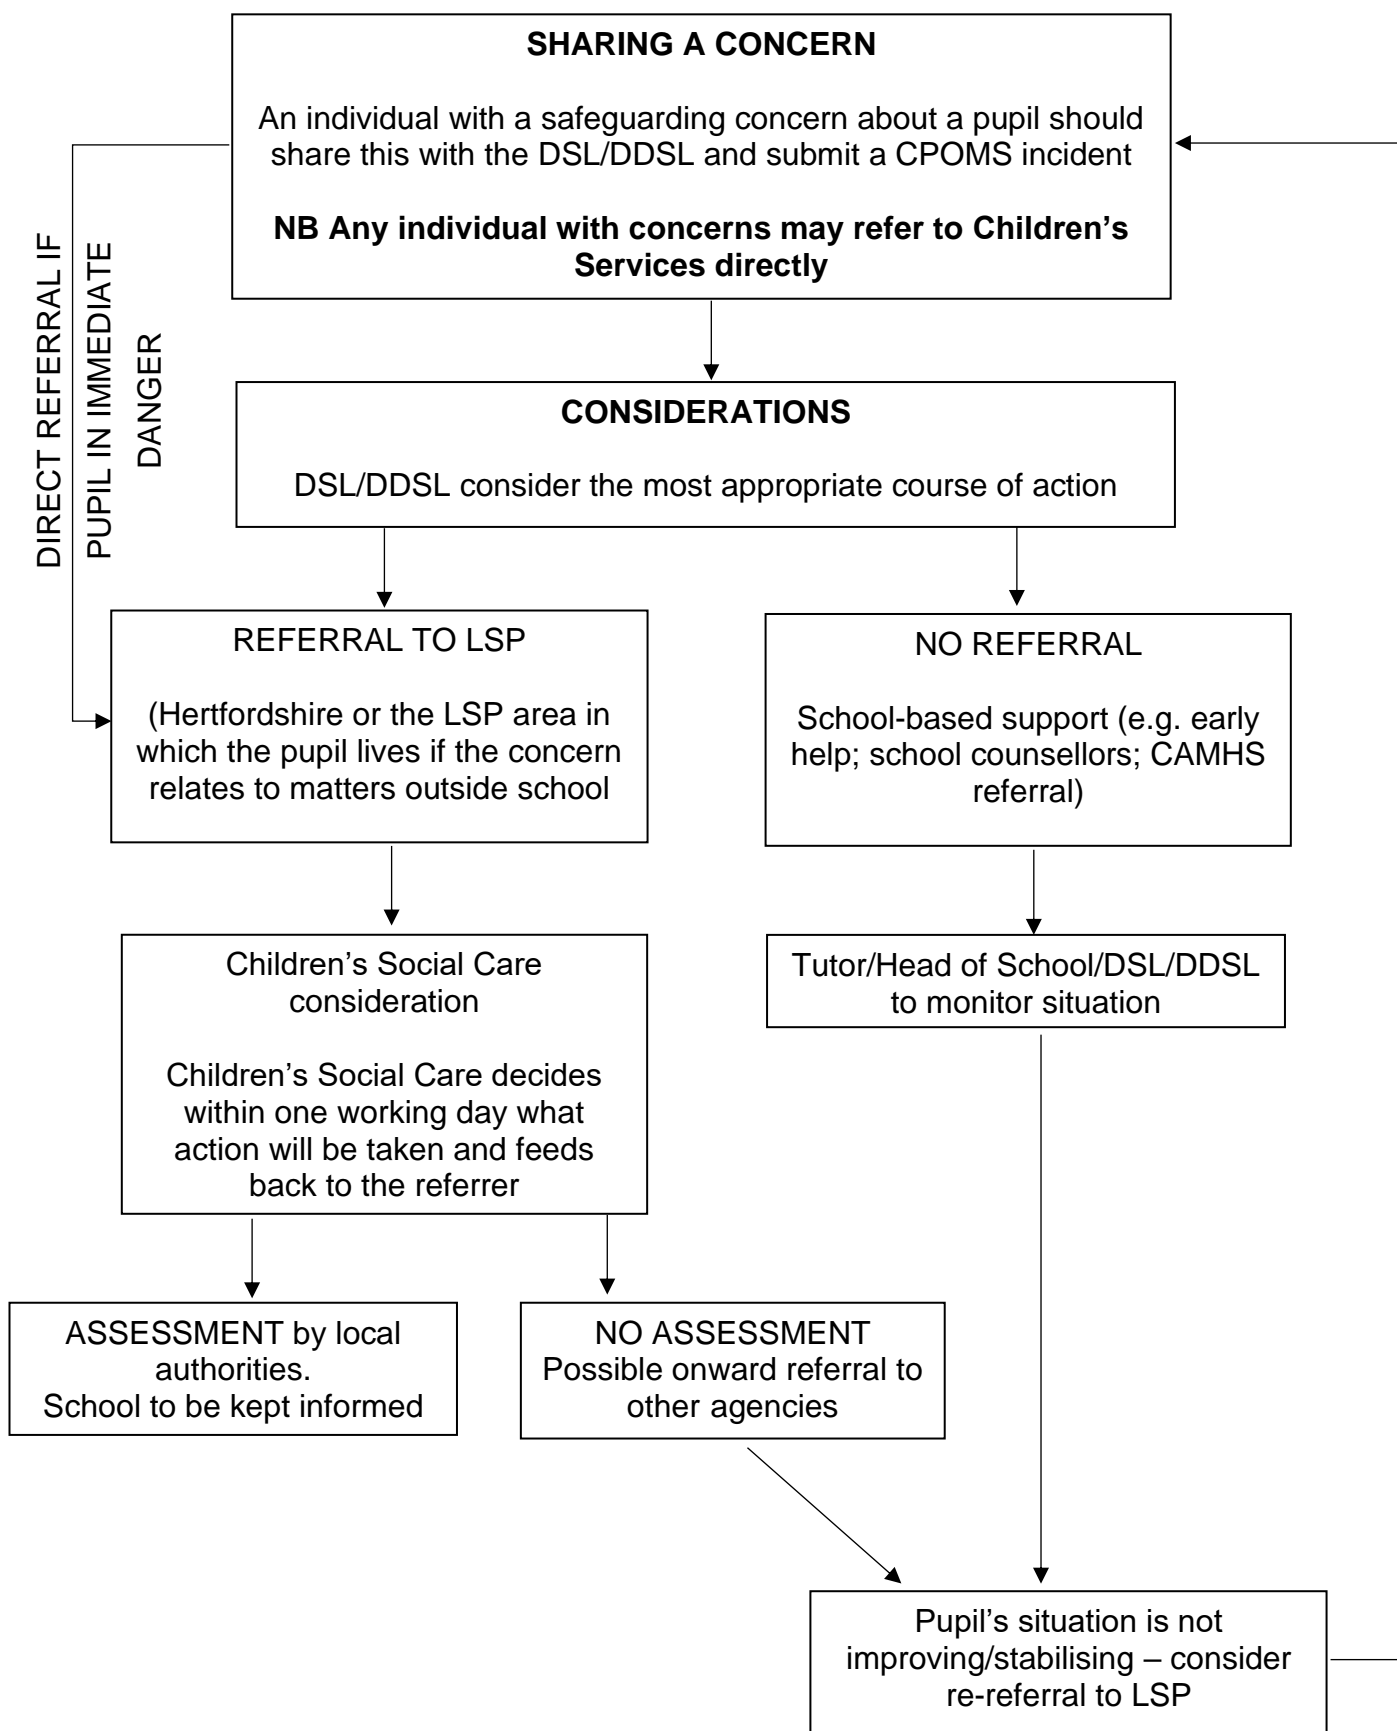 SHARING A CONCERN
An individual with a safeguarding concern about a pupil should
share this with the DSL/DDSL and submit a CPOMS incident
NB Any individual with concerns may refer to Children’s
Services directly
DIRECT REFERRAL IF
PUPIL IN IMMEDIATE
DANGER
CONSIDERATIONS
DSL/DDSL consider the most appropriate course of action
REFERRAL TO LSP
(Hertfordshire or the LSP area in
which the pupil lives if the concern
relates to matters outside school
NO REFERRAL
School-based support (e.g. early
help; school counsellors; CAMHS
referral)
Children’s Social Care
consideration
Children’s Social Care decides
within one working day what
action will be taken and feeds
back to the referrer
Tutor/Head of School/DSL/DDSL
to monitor situation
ASSESSMENT by local
authorities.
School to be kept informed
NO ASSESSMENT
Possible onward referral to
other agencies
Pupil’s situation is not
improving/stabilising – consider
re-referral to LSP